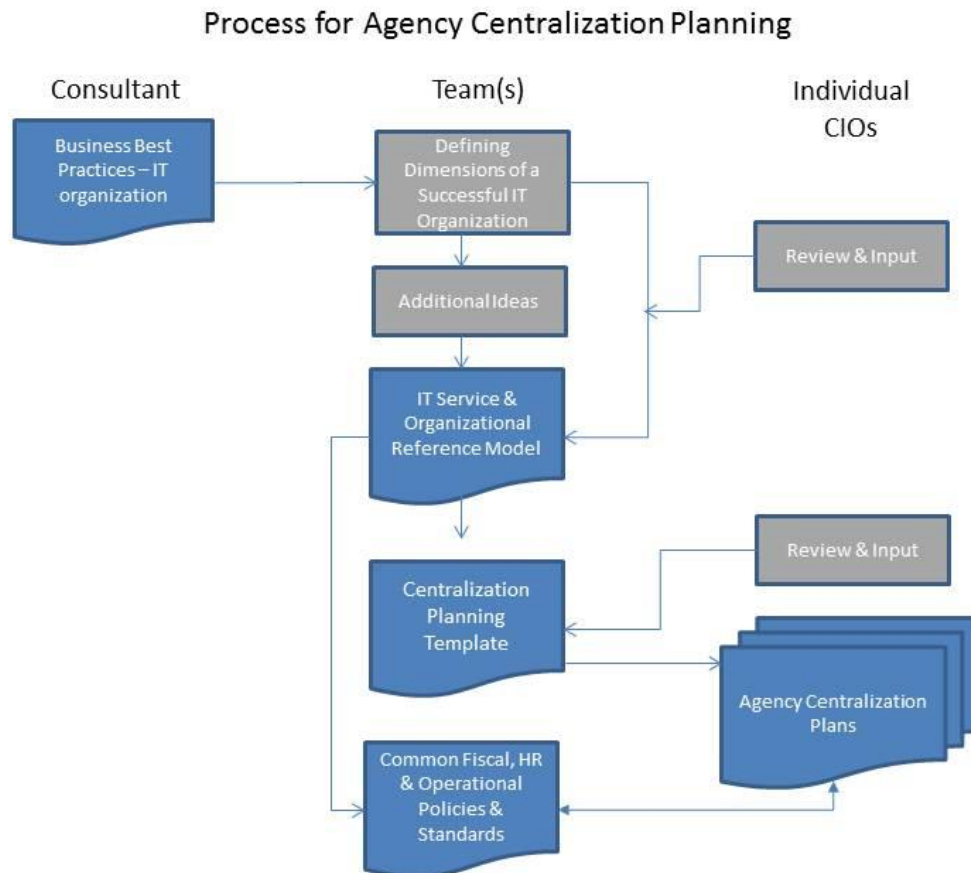 Process for Agency Centralization Planning
Consultant
Team(s)
Individual
CIOs
Business Best
Practices – IT
organization
Defining
Dimensions of a
Successful IT
Organization
Review & Input
Additional Ideas
IT Service &
Organizational
Reference Model
Review & Input
Centralization
Planning
Template
Agency Centralization
Plans
Common Fiscal, HR
& Operational
Policies &
Standards